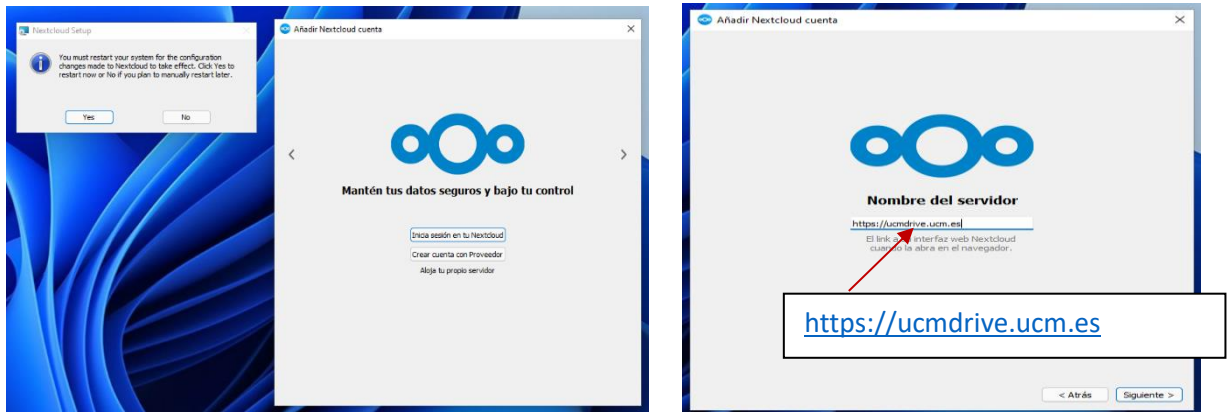 Nextcloud Setup
You must restart your system for the configuration
changes made to Nextcloud to take effect. Click Yes to
restart now or No if you plan to manually restart later.
Yes
No
Añadir Nextcloud cuenta
Mantén tus datos seguros y bajo tu control
Inicia sesión en tu Nextcloud
Crear cuenta con Proveedor
Aloja tu propio servidor
Añadir Nextcloud cuenta
Nombre del servidor
https://ucmdrive.ucm.es
El link a interfaz web Nextcloud
cuando la abra en el navegador.
https://ucmdrive.ucm.es
< Atrás
Siguiente >